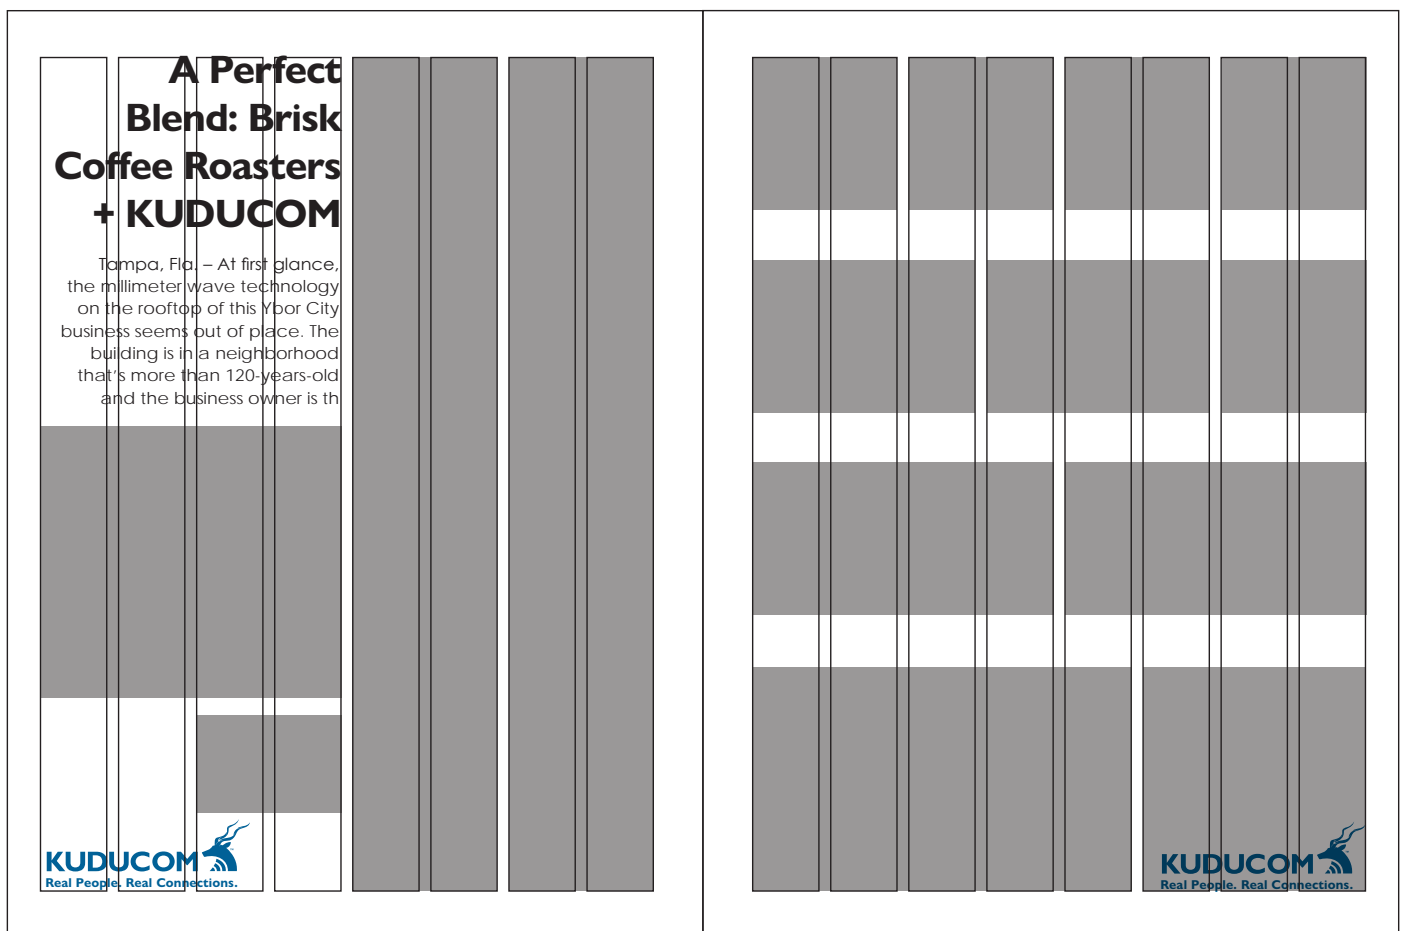 A Perfect
Blend: Brisk
Coffee Roasters
+ KUDUCOM
Tampa, Fla. – At first glance,
the millimeter wave technology
on the rooftop of this Ybor City
business seems out of place. The
building is in a neighborhood
that's more than 120-years-old
and the business owner is th
KUDUCOM
Real People. Real Connections.
KUDUCOM
Real People. Real Connections.